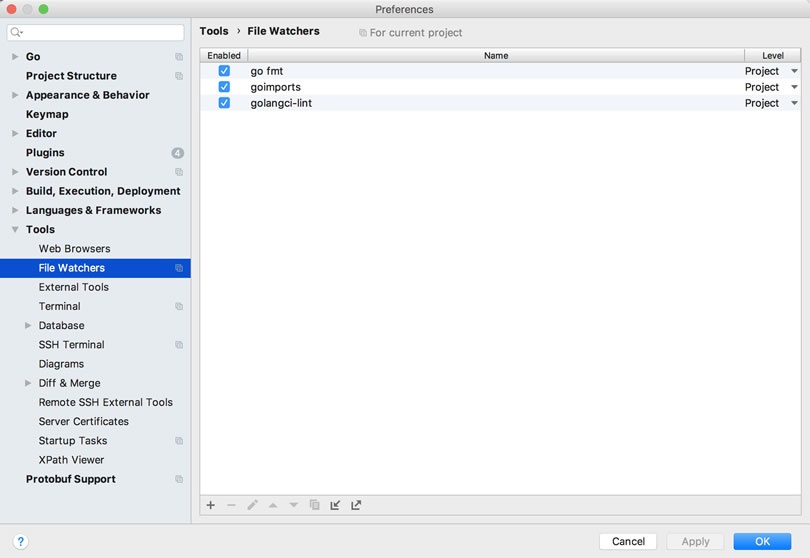 Preferences
Tools › File Watchers
For current project
Go
Project Structure
Appearance & Behavior
Keymap
Editor
Plugins
4
Version Control
Build, Execution, Deployment
Languages & Frameworks
Tools
Web Browsers
File Watchers
External Tools
Terminal
Database
SSH Terminal
Diagrams
Diff & Merge
Remote SSH External Tools
Server Certificates
Startup Tasks
XPath Viewer
Protobuf Support
Enabled Name Level
go fmt Project
goimports Project
golangci-lint Project
?
Cancel Apply OK